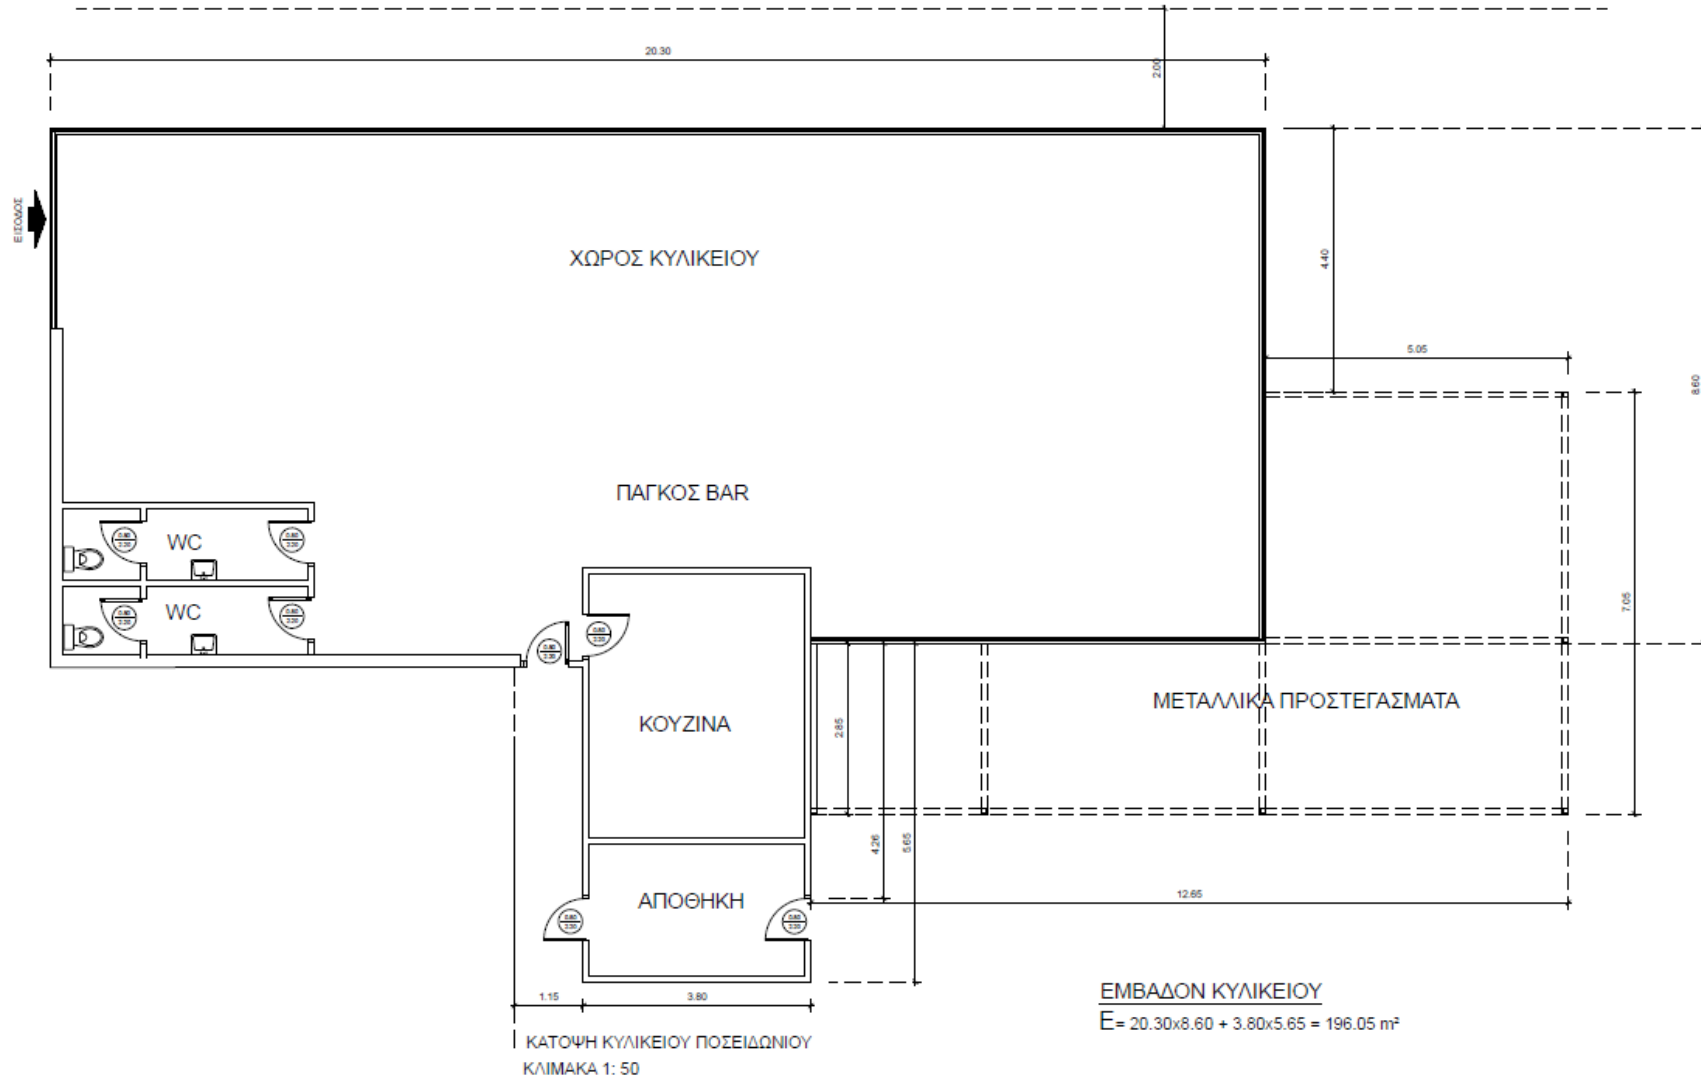 20.30
2.00
ΕΙΣΟΔΟΣ
ΧΩΡΟΣ ΚΥΛΙΚΕΙΟΥ
4.40
5.05
8.60
ΠΑΓΚΟΣ BAR
WC
WC
7.05
ΜΕΤΑΛΛΙΚΑ ΠΡΟΣΤΕΓΑΣΜΑΤΑ
ΚΟΥΖΙΝΑ
2.85
4.26
5.65
ΑΠΟΘΗΚΗ
12.65
1.15
3.80
ΕΜΒΑΔΟΝ ΚΥΛΙΚΕΙΟΥ
E= 20.30x8.60 + 3.80x5.65 = 196.05 m²
ΚΑΤΟΨΗ ΚΥΛΙΚΕΙΟΥ ΠΟΣΕΙΔΩΝΙΟΥ
ΚΛΙΜΑΚΑ 1: 50